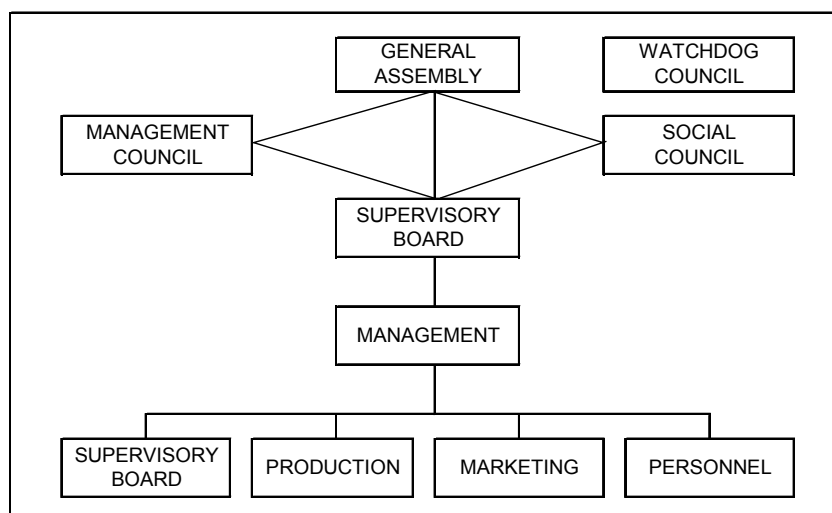 GENERAL
ASSEMBLY
WATCHDOG
COUNCIL
MANAGEMENT
COUNCIL
SOCIAL
COUNCIL
SUPERVISORY
BOARD
MANAGEMENT
SUPERVISORY
BOARD
PRODUCTION
MARKETING
PERSONNEL